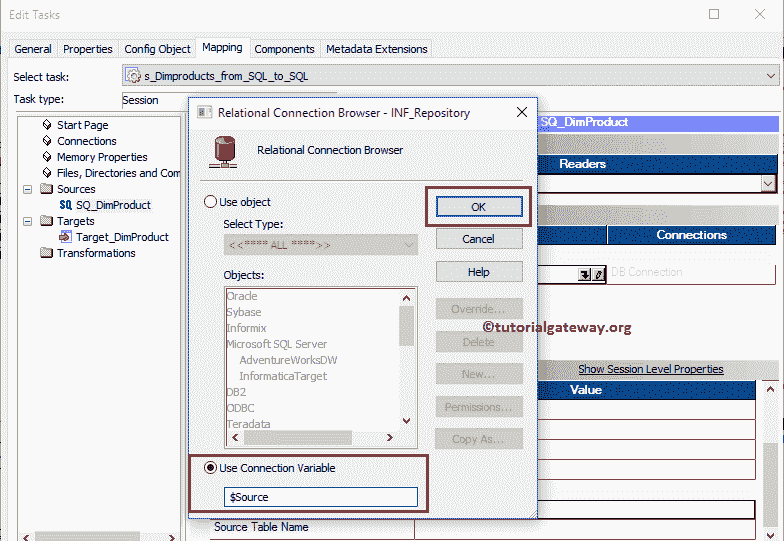 Edit Tasks
General
Properties
Config Object
Mapping
Components
Metadata Extensions
Select task:
s_Dimproducts_from_SQL_to_SQL
Task type:
Session
Start Page
Connections
Memory Properties
Files, Directories and Com
Sources
SQL SQ_DimProduct
Targets
Target_DimProduct
Transformations
Relational Connection Browser - INF_Repository
Relational Connection Browser
Use object
Select Type:
<<**** ALL ****>>
Objects:
Oracle
Sybase
Informix
Microsoft SQL Server
AdventureWorksDW
InformaticaTarget
DB2
ODBC
Teradata
Use Connection Variable
$Source
OK
Cancel
Help
Override...
Delete
New...
Permissions...
Copy As...
©tutorialgateway.org
SQ_DimProduct
Readers
Connections
DB Connection
Show Session Level Properties
Value
Source Table Name